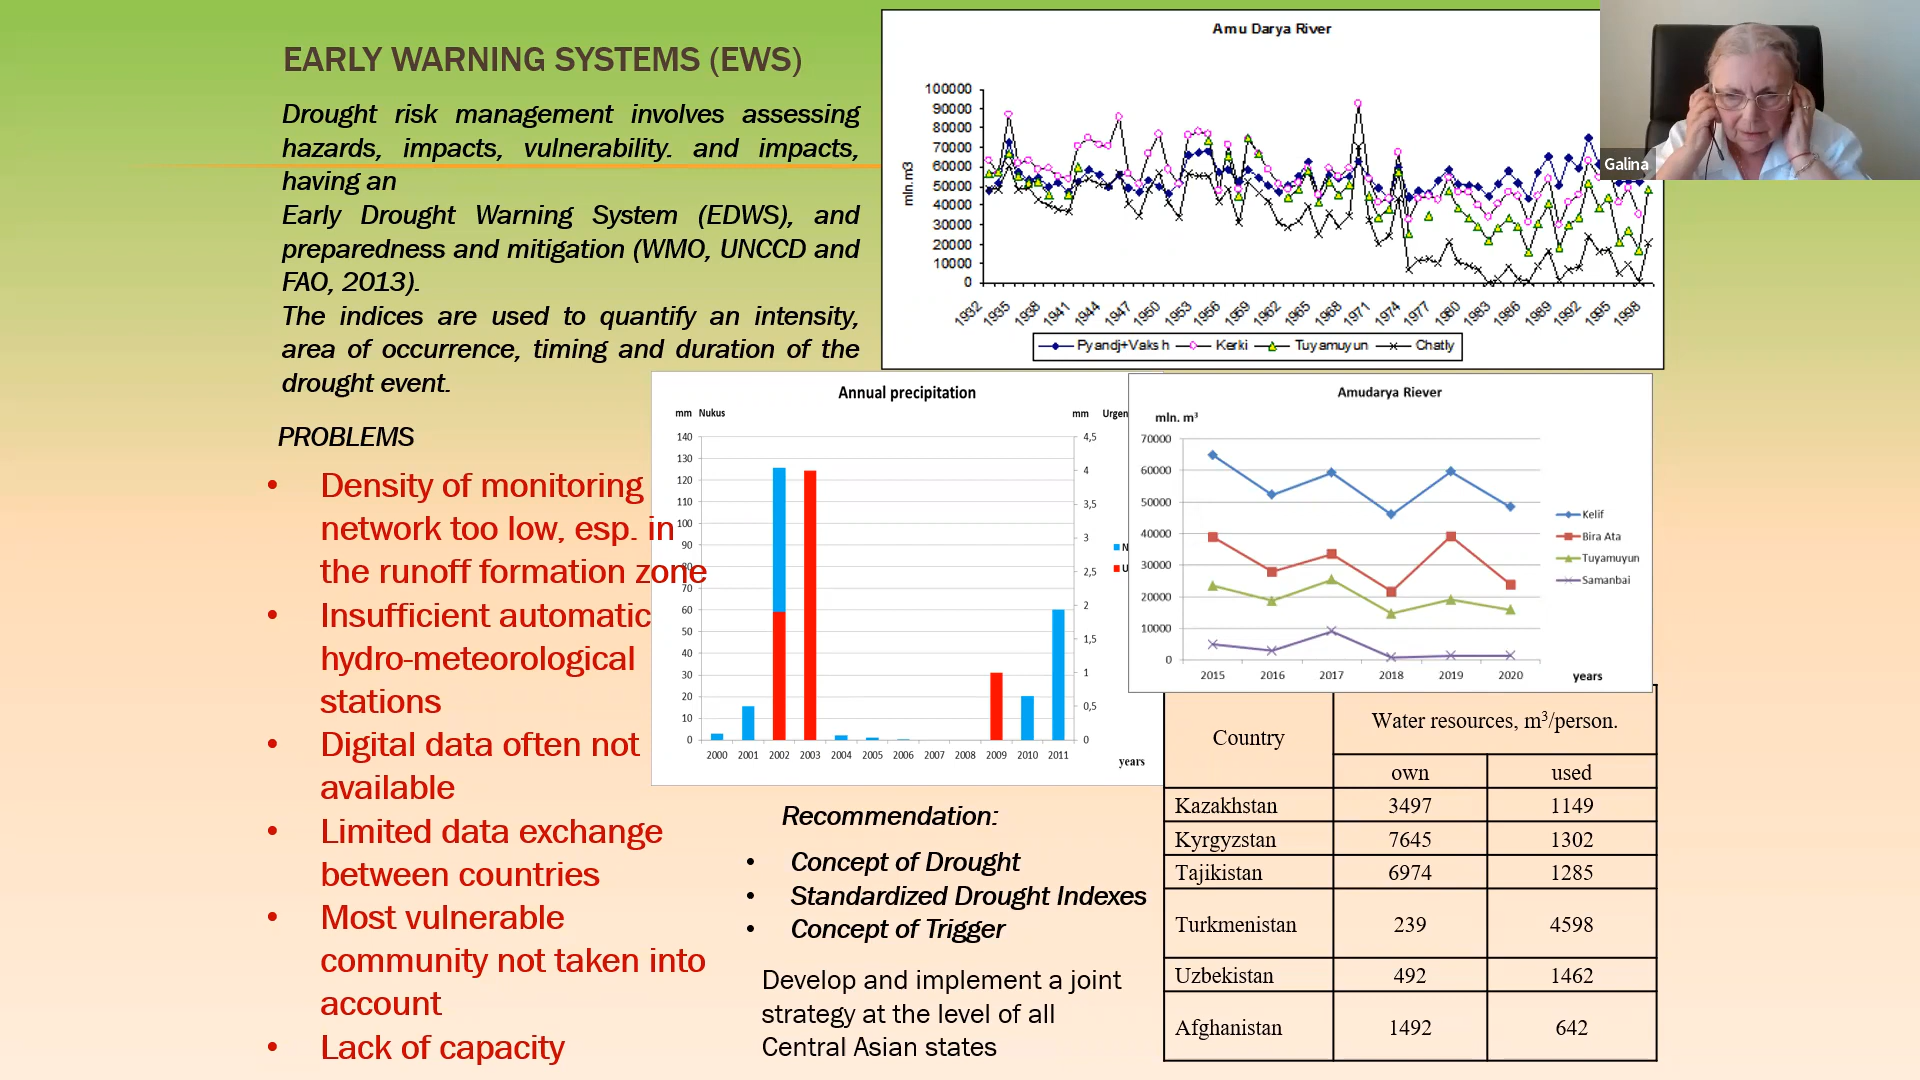 EARLY WARNING SYSTEMS (EWS)
Drought risk management involves assessing
hazards, impacts, vulnerability. and impacts,
having an
Early Drought Warning System (EDWS), and
preparedness and mitigation (WMO, UNCCD and
FAO, 2013).
The indices are used to quantify an intensity,
area of occurrence, timing and duration of the
drought event.
PROBLEMS
• Density of monitoring
network too low, esp. in
the runoff formation zone
• Insufficient automatic
hydro-meteorological
stations
• Digital data often not
available
• Limited data exchange
between countries
• Most vulnerable
community not taken into
account
• Lack of capacity
Amu Darya River
mln.m3
100000
90000
80000
70000
60000
50000
40000
30000
20000
10000
0
1932 1935 1938 1941 1944 1947 1950 1953 1956 1959 1962 1965 1968 1971 1974 1977 1980 1983 1986 1989 1992 1995 1998
Pyandj+Vaksh Kerki Tuyamuyun Chatly
Galina
Annual precipitation
mm Nukus
mm Urgen
140
130
120
110
100
90
80
70
60
50
40
30
20
10
0
4,5
4
3,5
3
2,5
2
1,5
1
0,5
0
N
U
2000 2001 2002 2003 2004 2005 2006 2007 2008 2009 2010 2011
years
Amudarya Riever
mln. m³
70000
60000
50000
40000
30000
20000
10000
0
2015 2016 2017 2018 2019 2020
years
Kelif
Bira Ata
Tuyamuyun
Samanbai
Recommendation:
• Concept of Drought
• Standardized Drought Indexes
• Concept of Trigger
Develop and implement a joint
strategy at the level of all
Central Asian states
Country Water resources, m³/person.
own used
Kazakhstan 3497 1149
Kyrgyzstan 7645 1302
Tajikistan 6974 1285
Turkmenistan 239 4598
Uzbekistan 492 1462
Afghanistan 1492 642